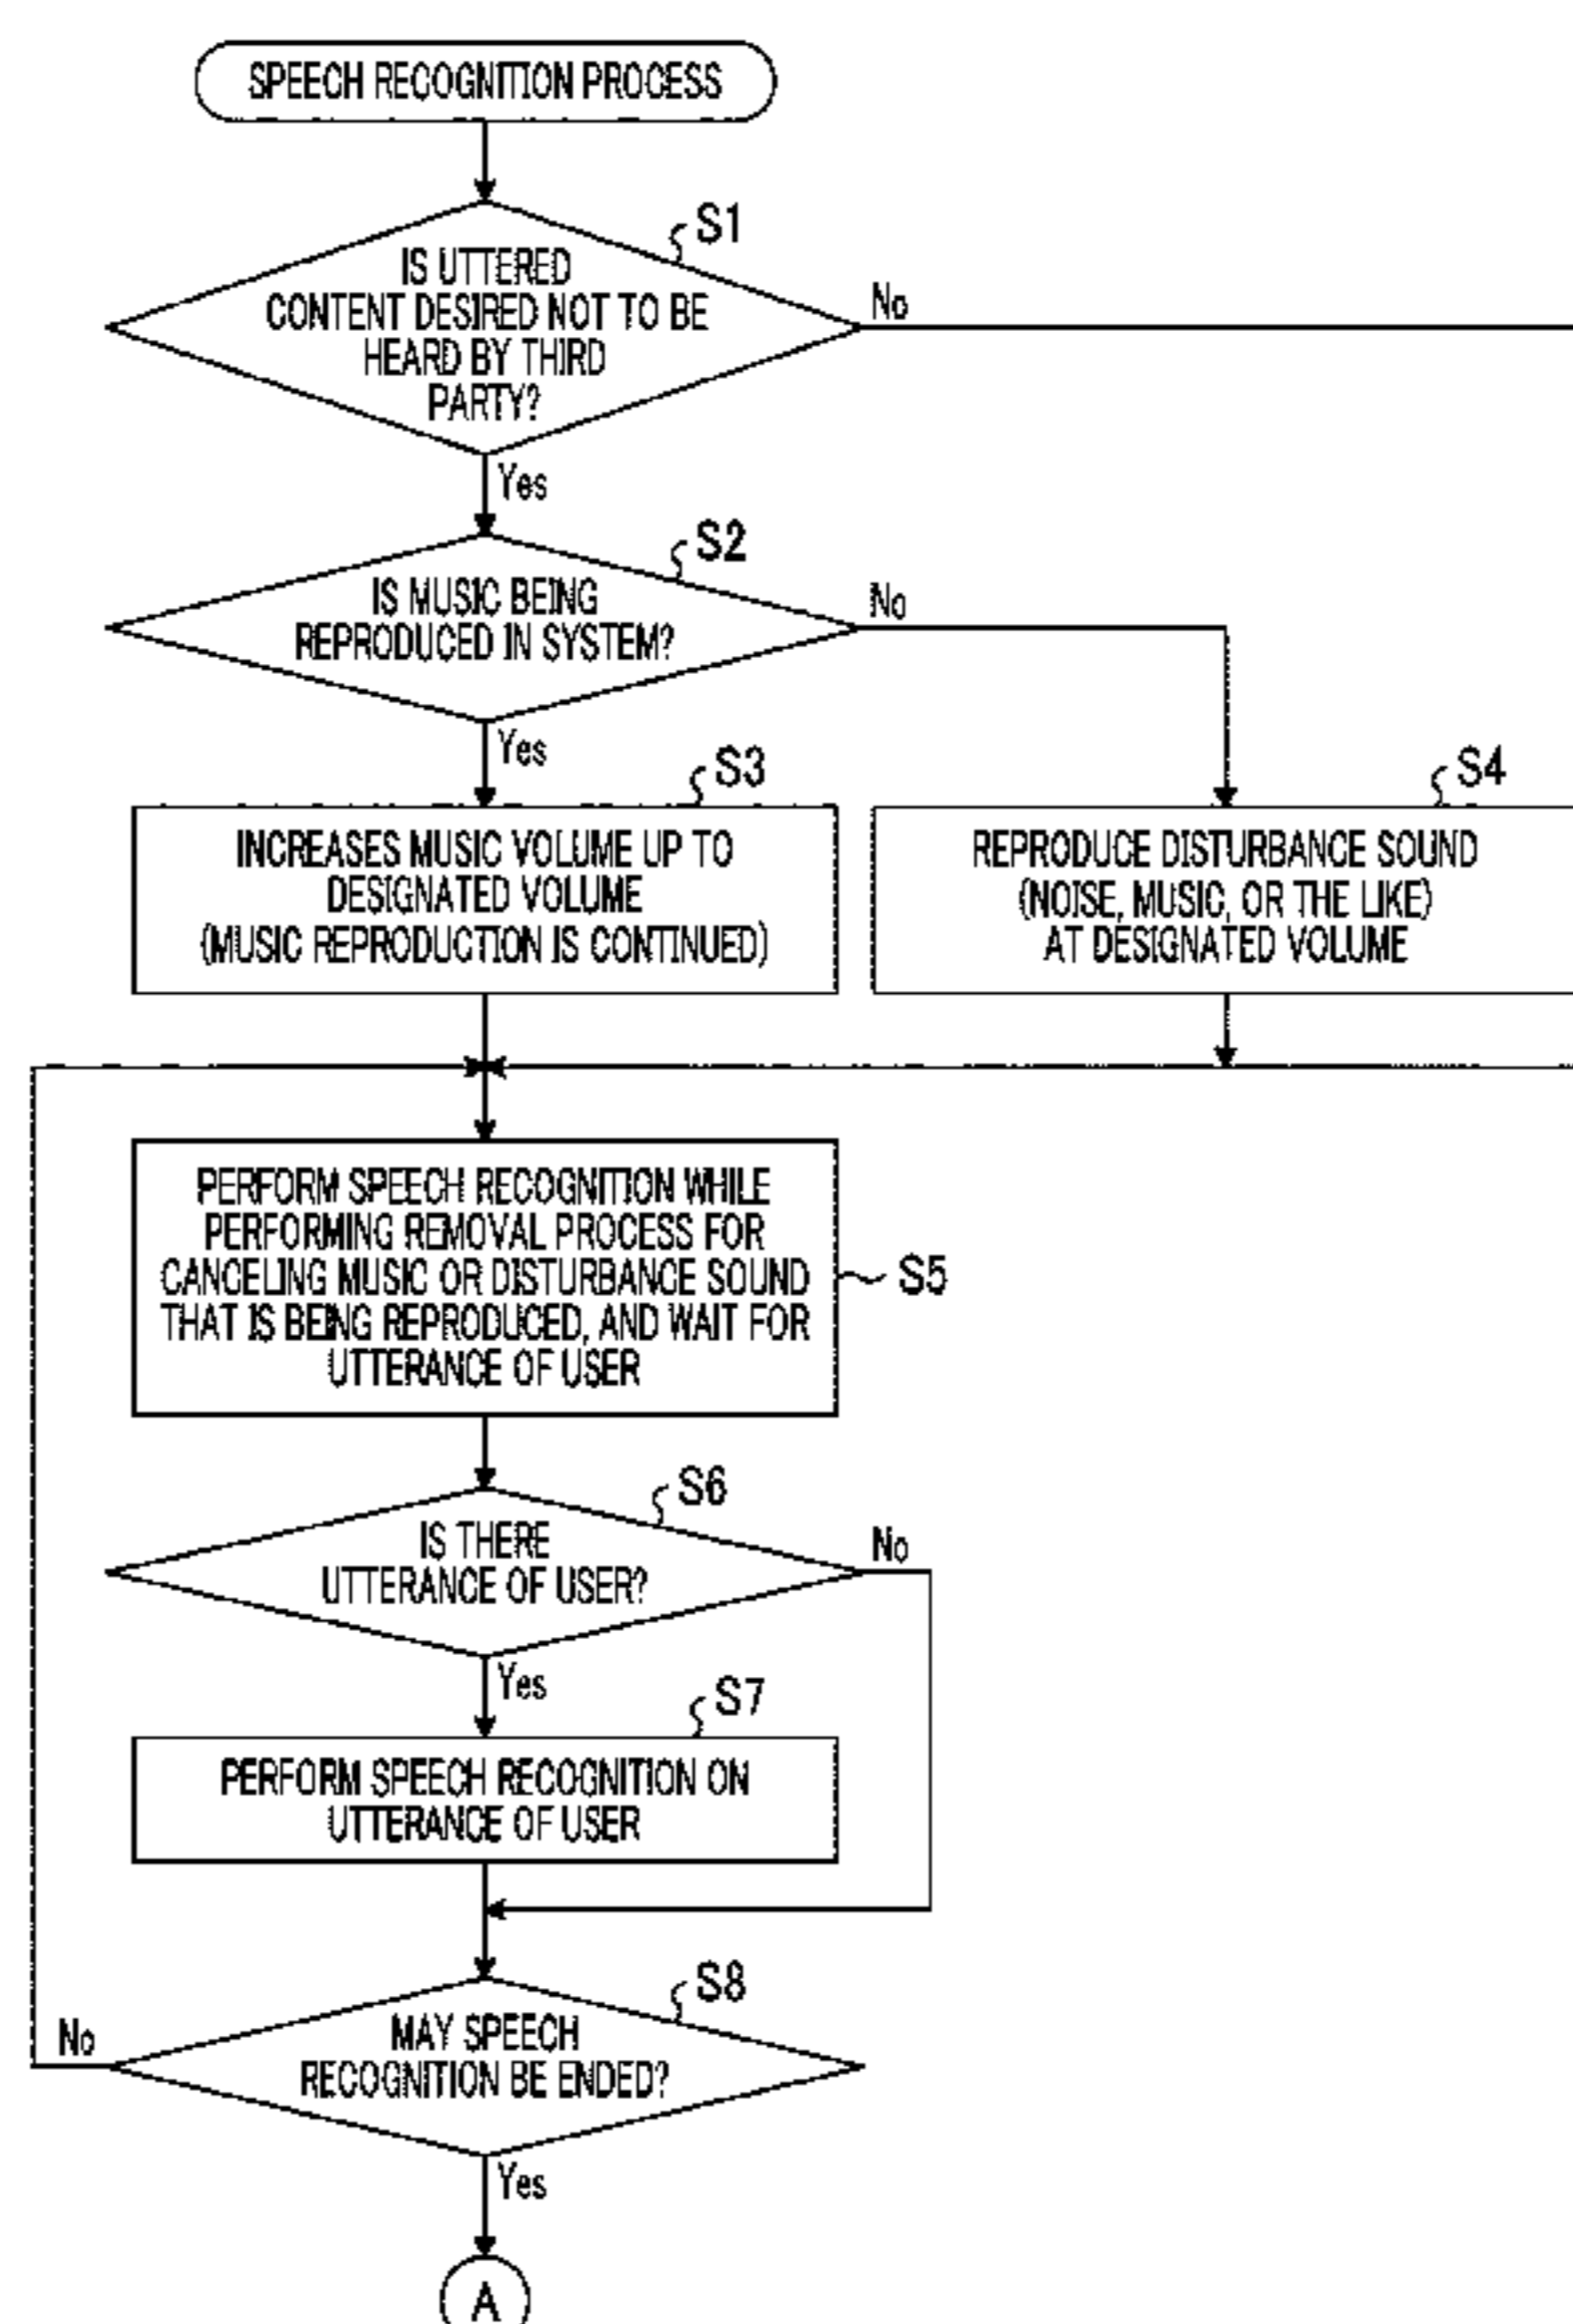 SPEECH RECOGNITION PROCESS
S1
IS UTTERED
CONTENT DESIRED NOT TO BE
HEARD BY THIRD
PARTY?
No
Yes
S2
IS MUSIC BEING
REPRODUCED IN SYSTEM?
No
Yes
S3
INCREASES MUSIC VOLUME UP TO
DESIGNATED VOLUME
(MUSIC REPRODUCTION IS CONTINUED)
S4
REPRODUCE DISTURBANCE SOUND
(NOISE, MUSIC, OR THE LIKE)
AT DESIGNATED VOLUME
PERFORM SPEECH RECOGNITION WHILE
PERFORMING REMOVAL PROCESS FOR
CANCELING MUSIC OR DISTURBANCE SOUND
THAT IS BEING REPRODUCED, AND WAIT FOR
UTTERANCE OF USER
S5
S6
IS THERE
UTTERANCE OF USER?
No
Yes
S7
PERFORM SPEECH RECOGNITION ON
UTTERANCE OF USER
S8
MAY SPEECH
RECOGNITION BE ENDED?
No
Yes
A